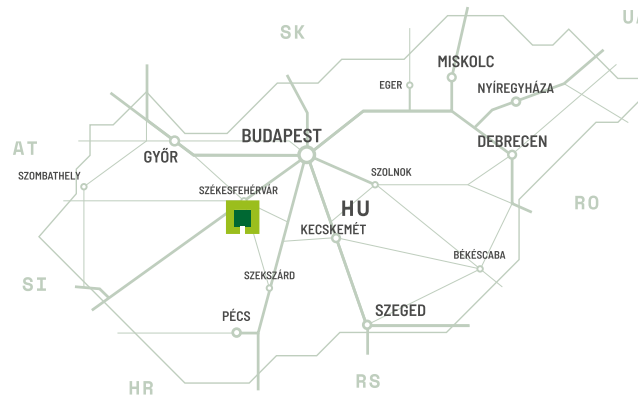 UA
SK
MISKOLC
EGER
NYÍREGYHÁZA
BUDAPEST
DEBRECEN
AT
GYŐR
SZOMBATHELY
SZOLNOK
SZÉKESFEHÉRVÁR
HU
RO
KECSKEMÉT
BÉKÉSCSABA
SZEKSZÁRD
SI
PÉCS
SZEGED
HR
RS